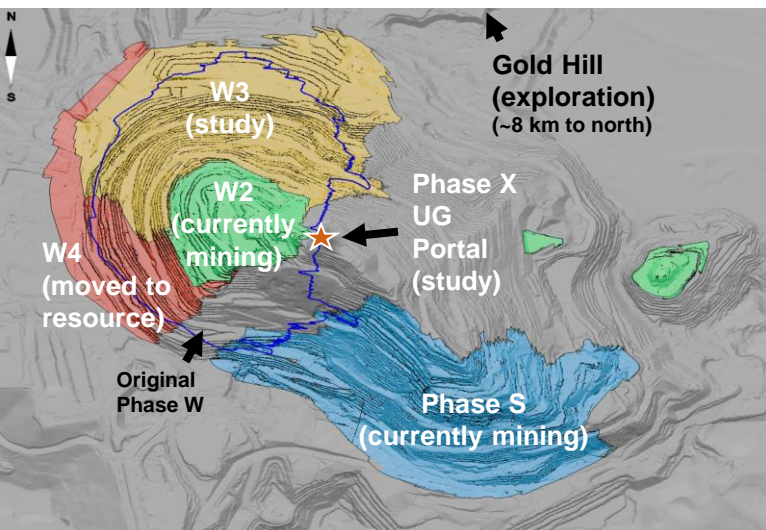 N
S
W3
(study)
Gold Hill
(exploration)
(~8 km to north)
W2
(currently
mining)
Phase X
UG
Portal
(study)
W4
(moved to
resource)
Original
Phase W
Phase S
(currently mining)